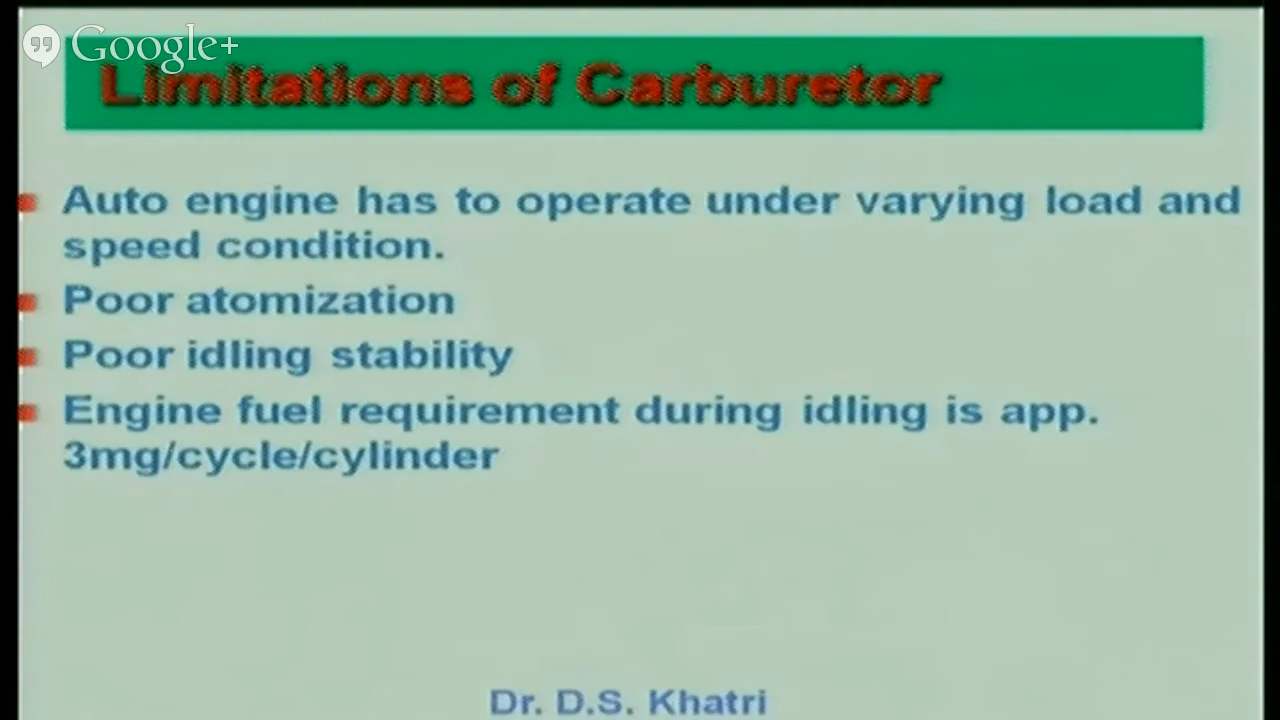 Google+
Limitations of Carburetor
Auto engine has to operate under varying load and
speed condition.
Poor atomization
Poor idling stability
Engine fuel requirement during idling is app.
3mg/cycle/cylinder
Dr. D.S. Khatri